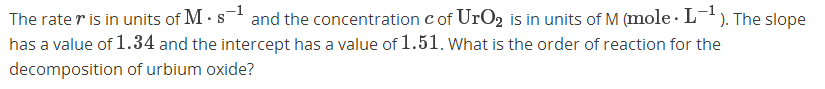 The rate r is in units of M · s⁻¹ and the concentration c of UrO₂ is in units of M (mole · L⁻¹). The slope
has a value of 1.34 and the intercept has a value of 1.51. What is the order of reaction for the
decomposition of urbium oxide?